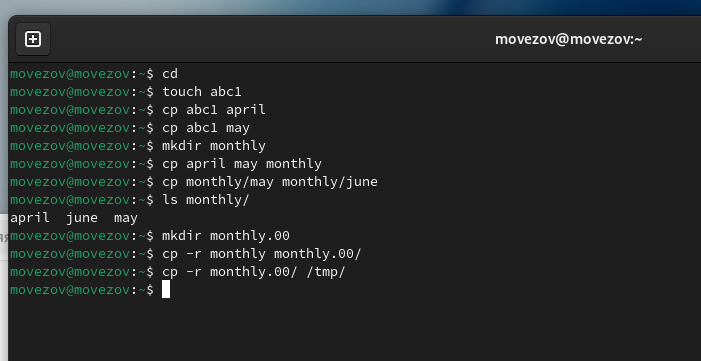 movezov@movezov:~
movezov@movezov:~$ cd
movezov@movezov:~$ touch abc1
movezov@movezov:~$ cp abc1 april
movezov@movezov:~$ cp abc1 may
movezov@movezov:~$ mkdir monthly
movezov@movezov:~$ cp april may monthly
movezov@movezov:~$ cp monthly/may monthly/june
movezov@movezov:~$ ls monthly/
april  june  may
movezov@movezov:~$ mkdir monthly.00
movezov@movezov:~$ cp -r monthly monthly.00/
movezov@movezov:~$ cp -r monthly.00/ /tmp/
movezov@movezov:~$